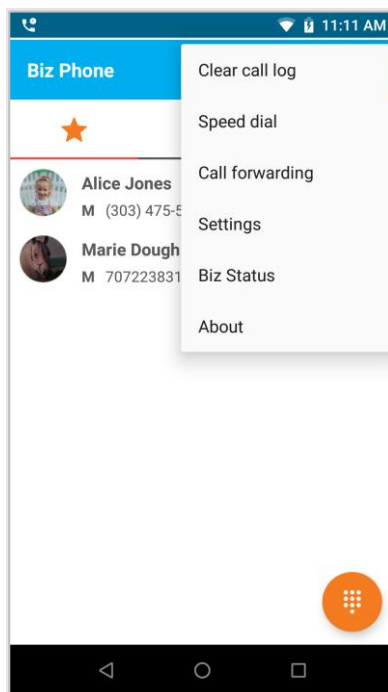 11:11 AM
Biz Phone
Clear call log
Speed dial
Call forwarding
Settings
Biz Status
About
Alice Jones
M (303) 475-5
Marie Dough
M 707223831